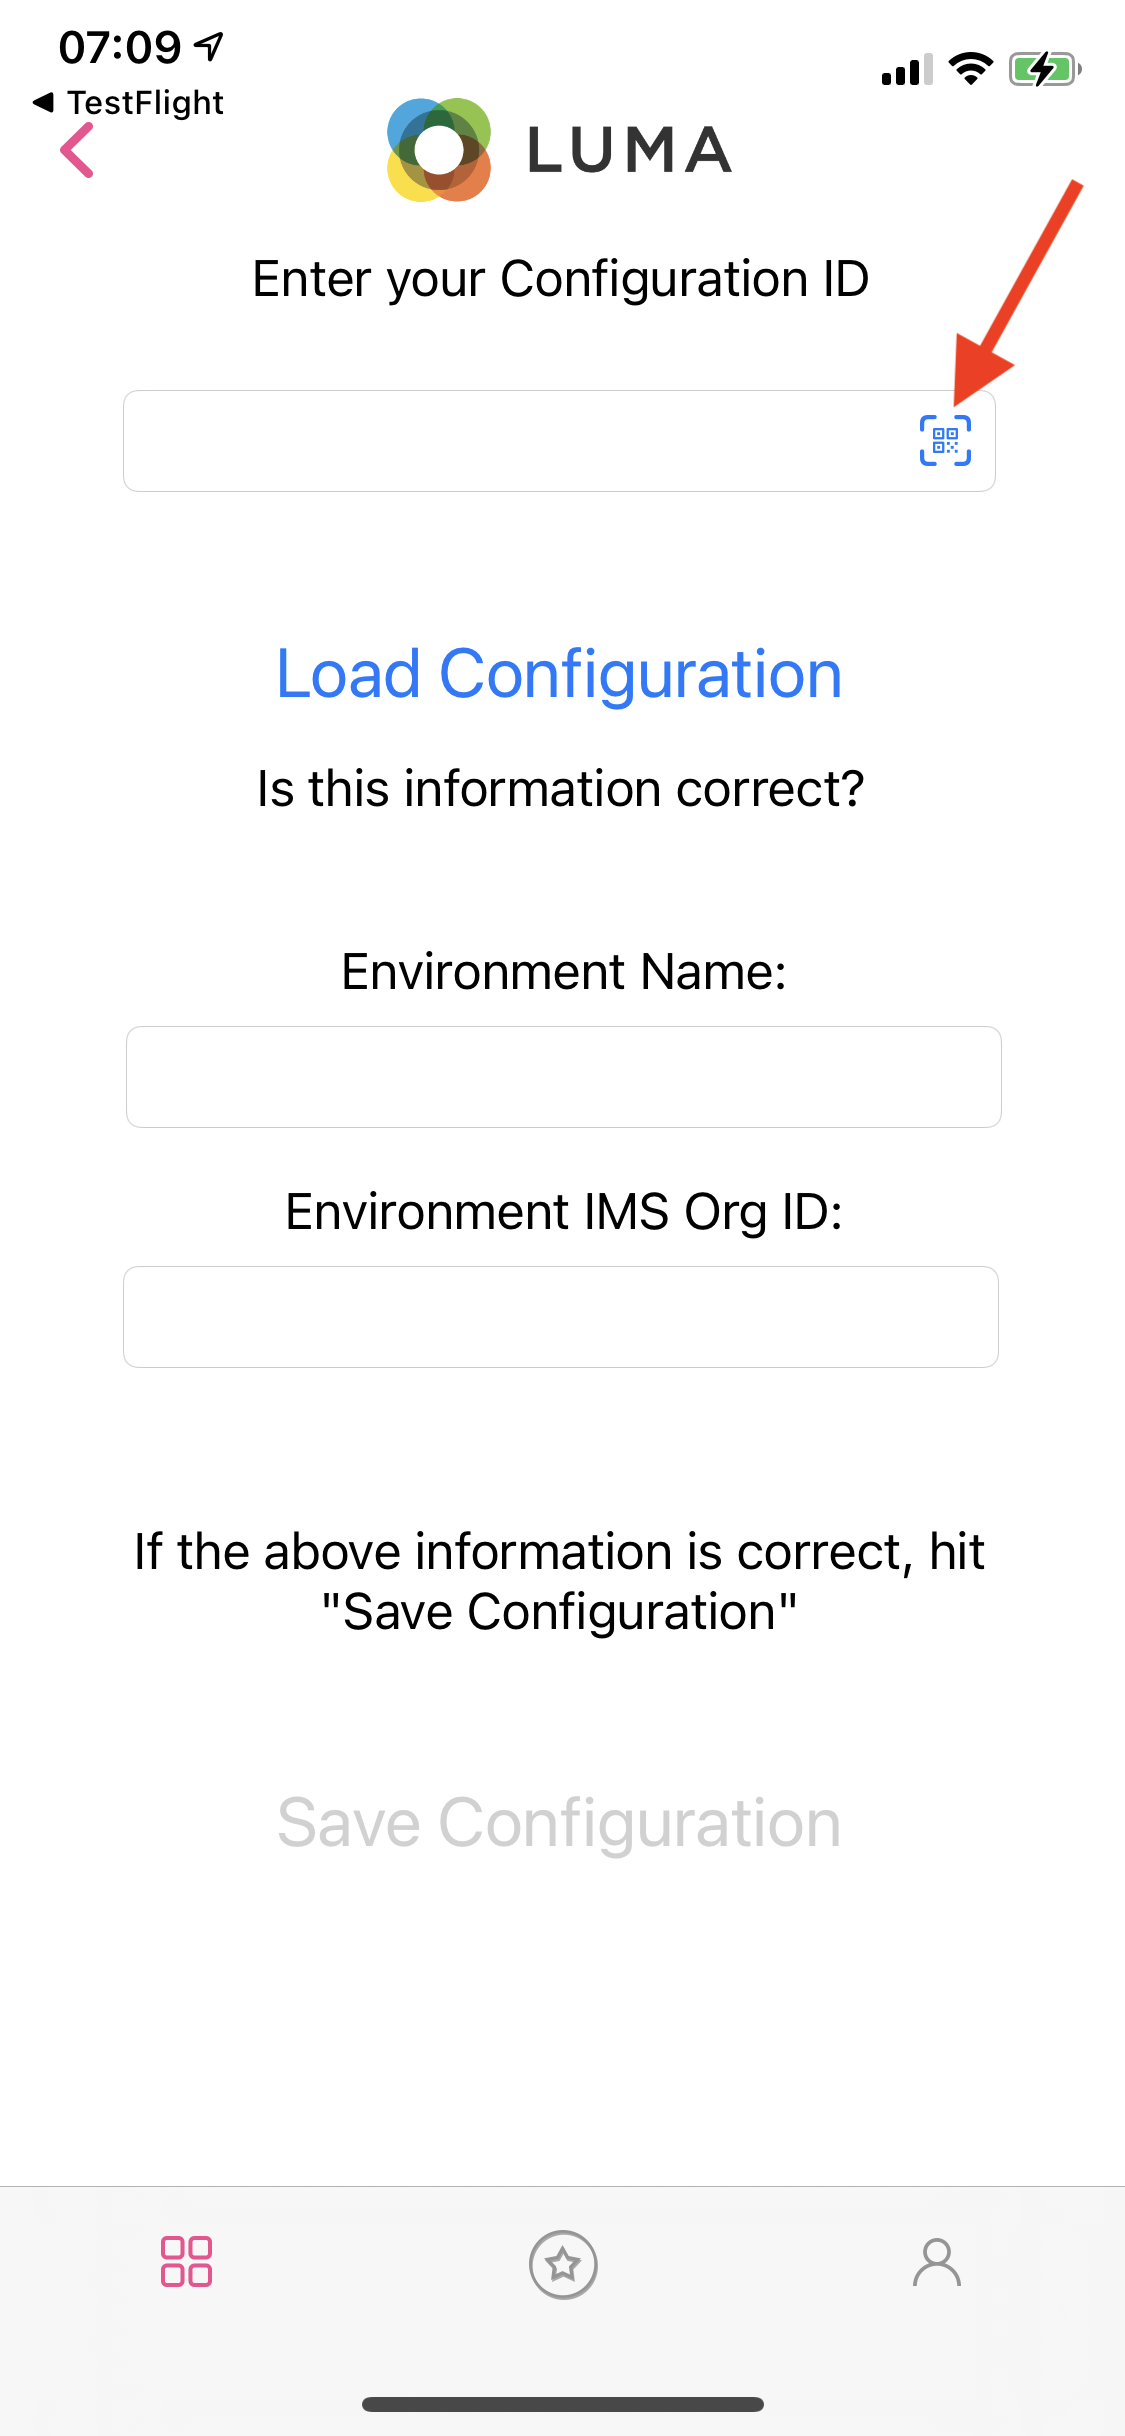 07:09
TestFlight
LUMA
Enter your Configuration ID
Load Configuration
Is this information correct?
Environment Name:
Environment IMS Org ID:
If the above information is correct, hit
"Save Configuration"
Save Configuration